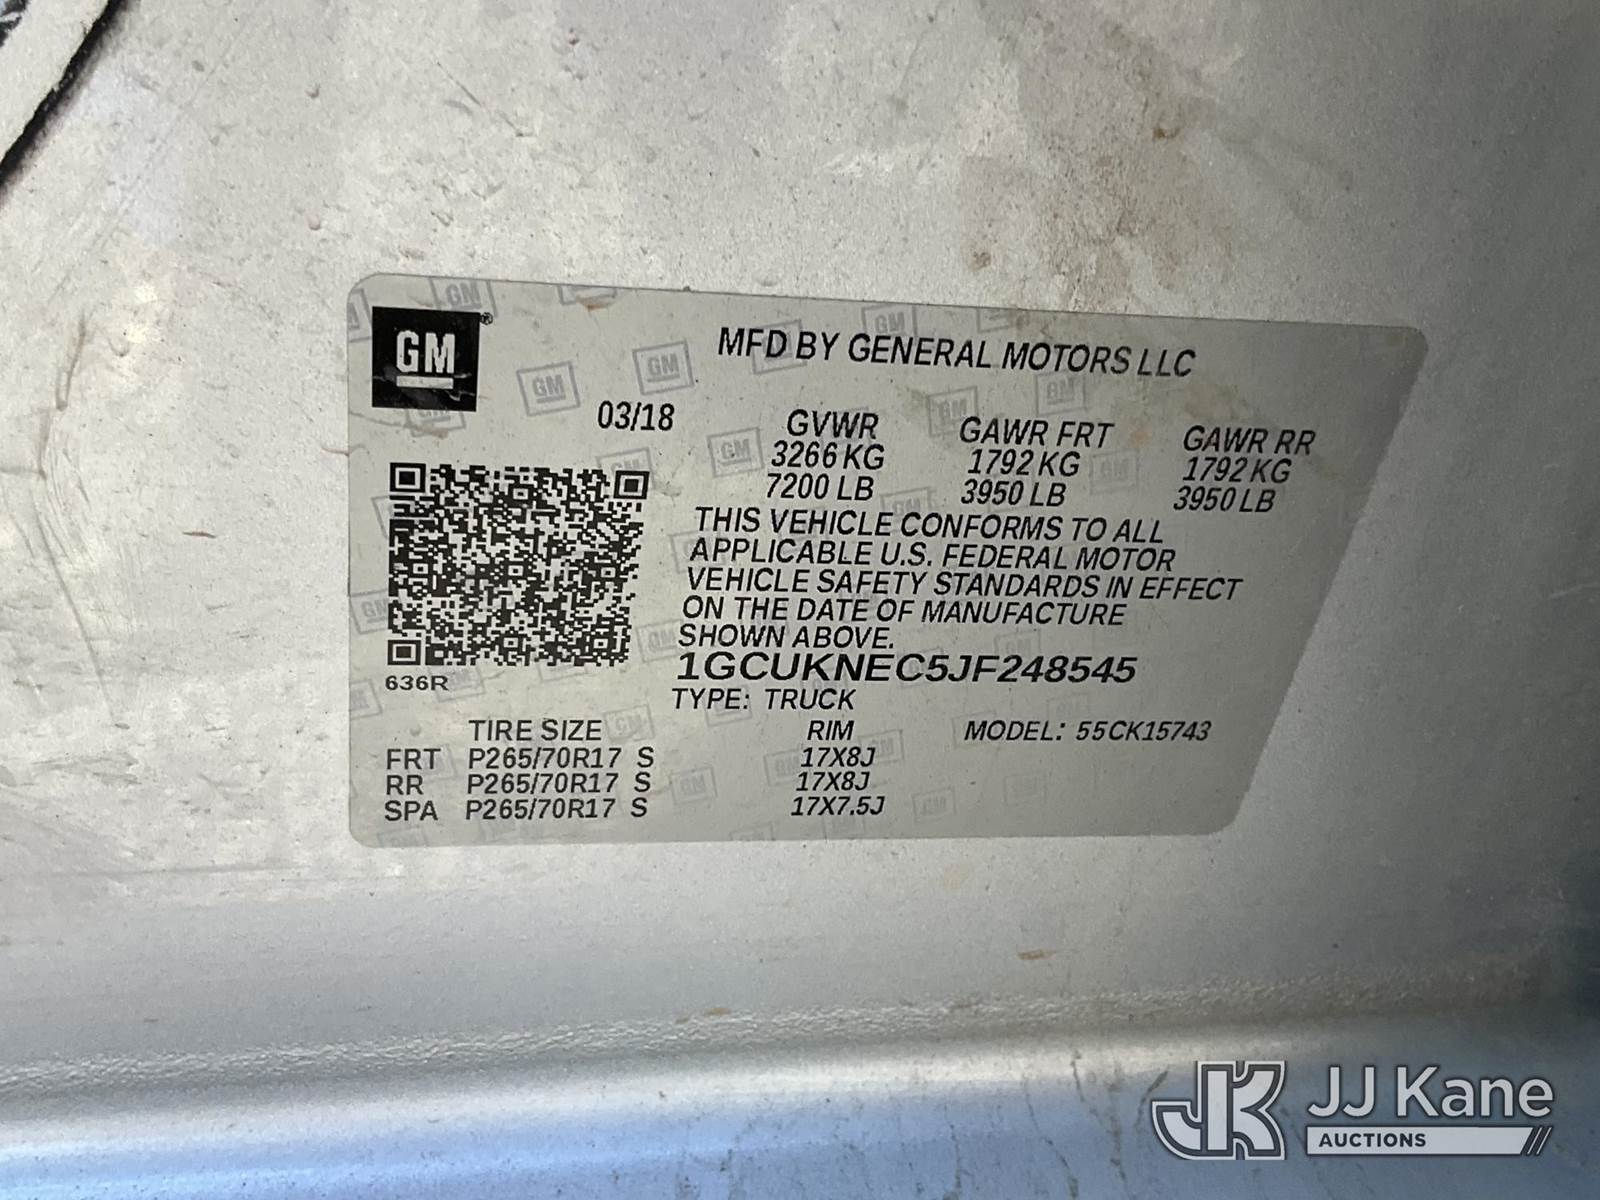 GM®
MFD BY GENERAL MOTORS LLC
03/18 GVWR GAWR FRT GAWR RR
3266 KG 1792 KG 1792 KG
7200 LB 3950 LB 3950 LB
THIS VEHICLE CONFORMS TO ALL
APPLICABLE U.S. FEDERAL MOTOR
VEHICLE SAFETY STANDARDS IN EFFECT
ON THE DATE OF MANUFACTURE
SHOWN ABOVE.
1GCUKNEC5JF248545
636R
TYPE: TRUCK
TIRE SIZE RIM MODEL: 55CK15743
FRT P265/70R17 S 17X8J
RR P265/70R17 S 17X8J
SPA P265/70R17 S 17X7.5J
JK JJ Kane
AUCTIONS